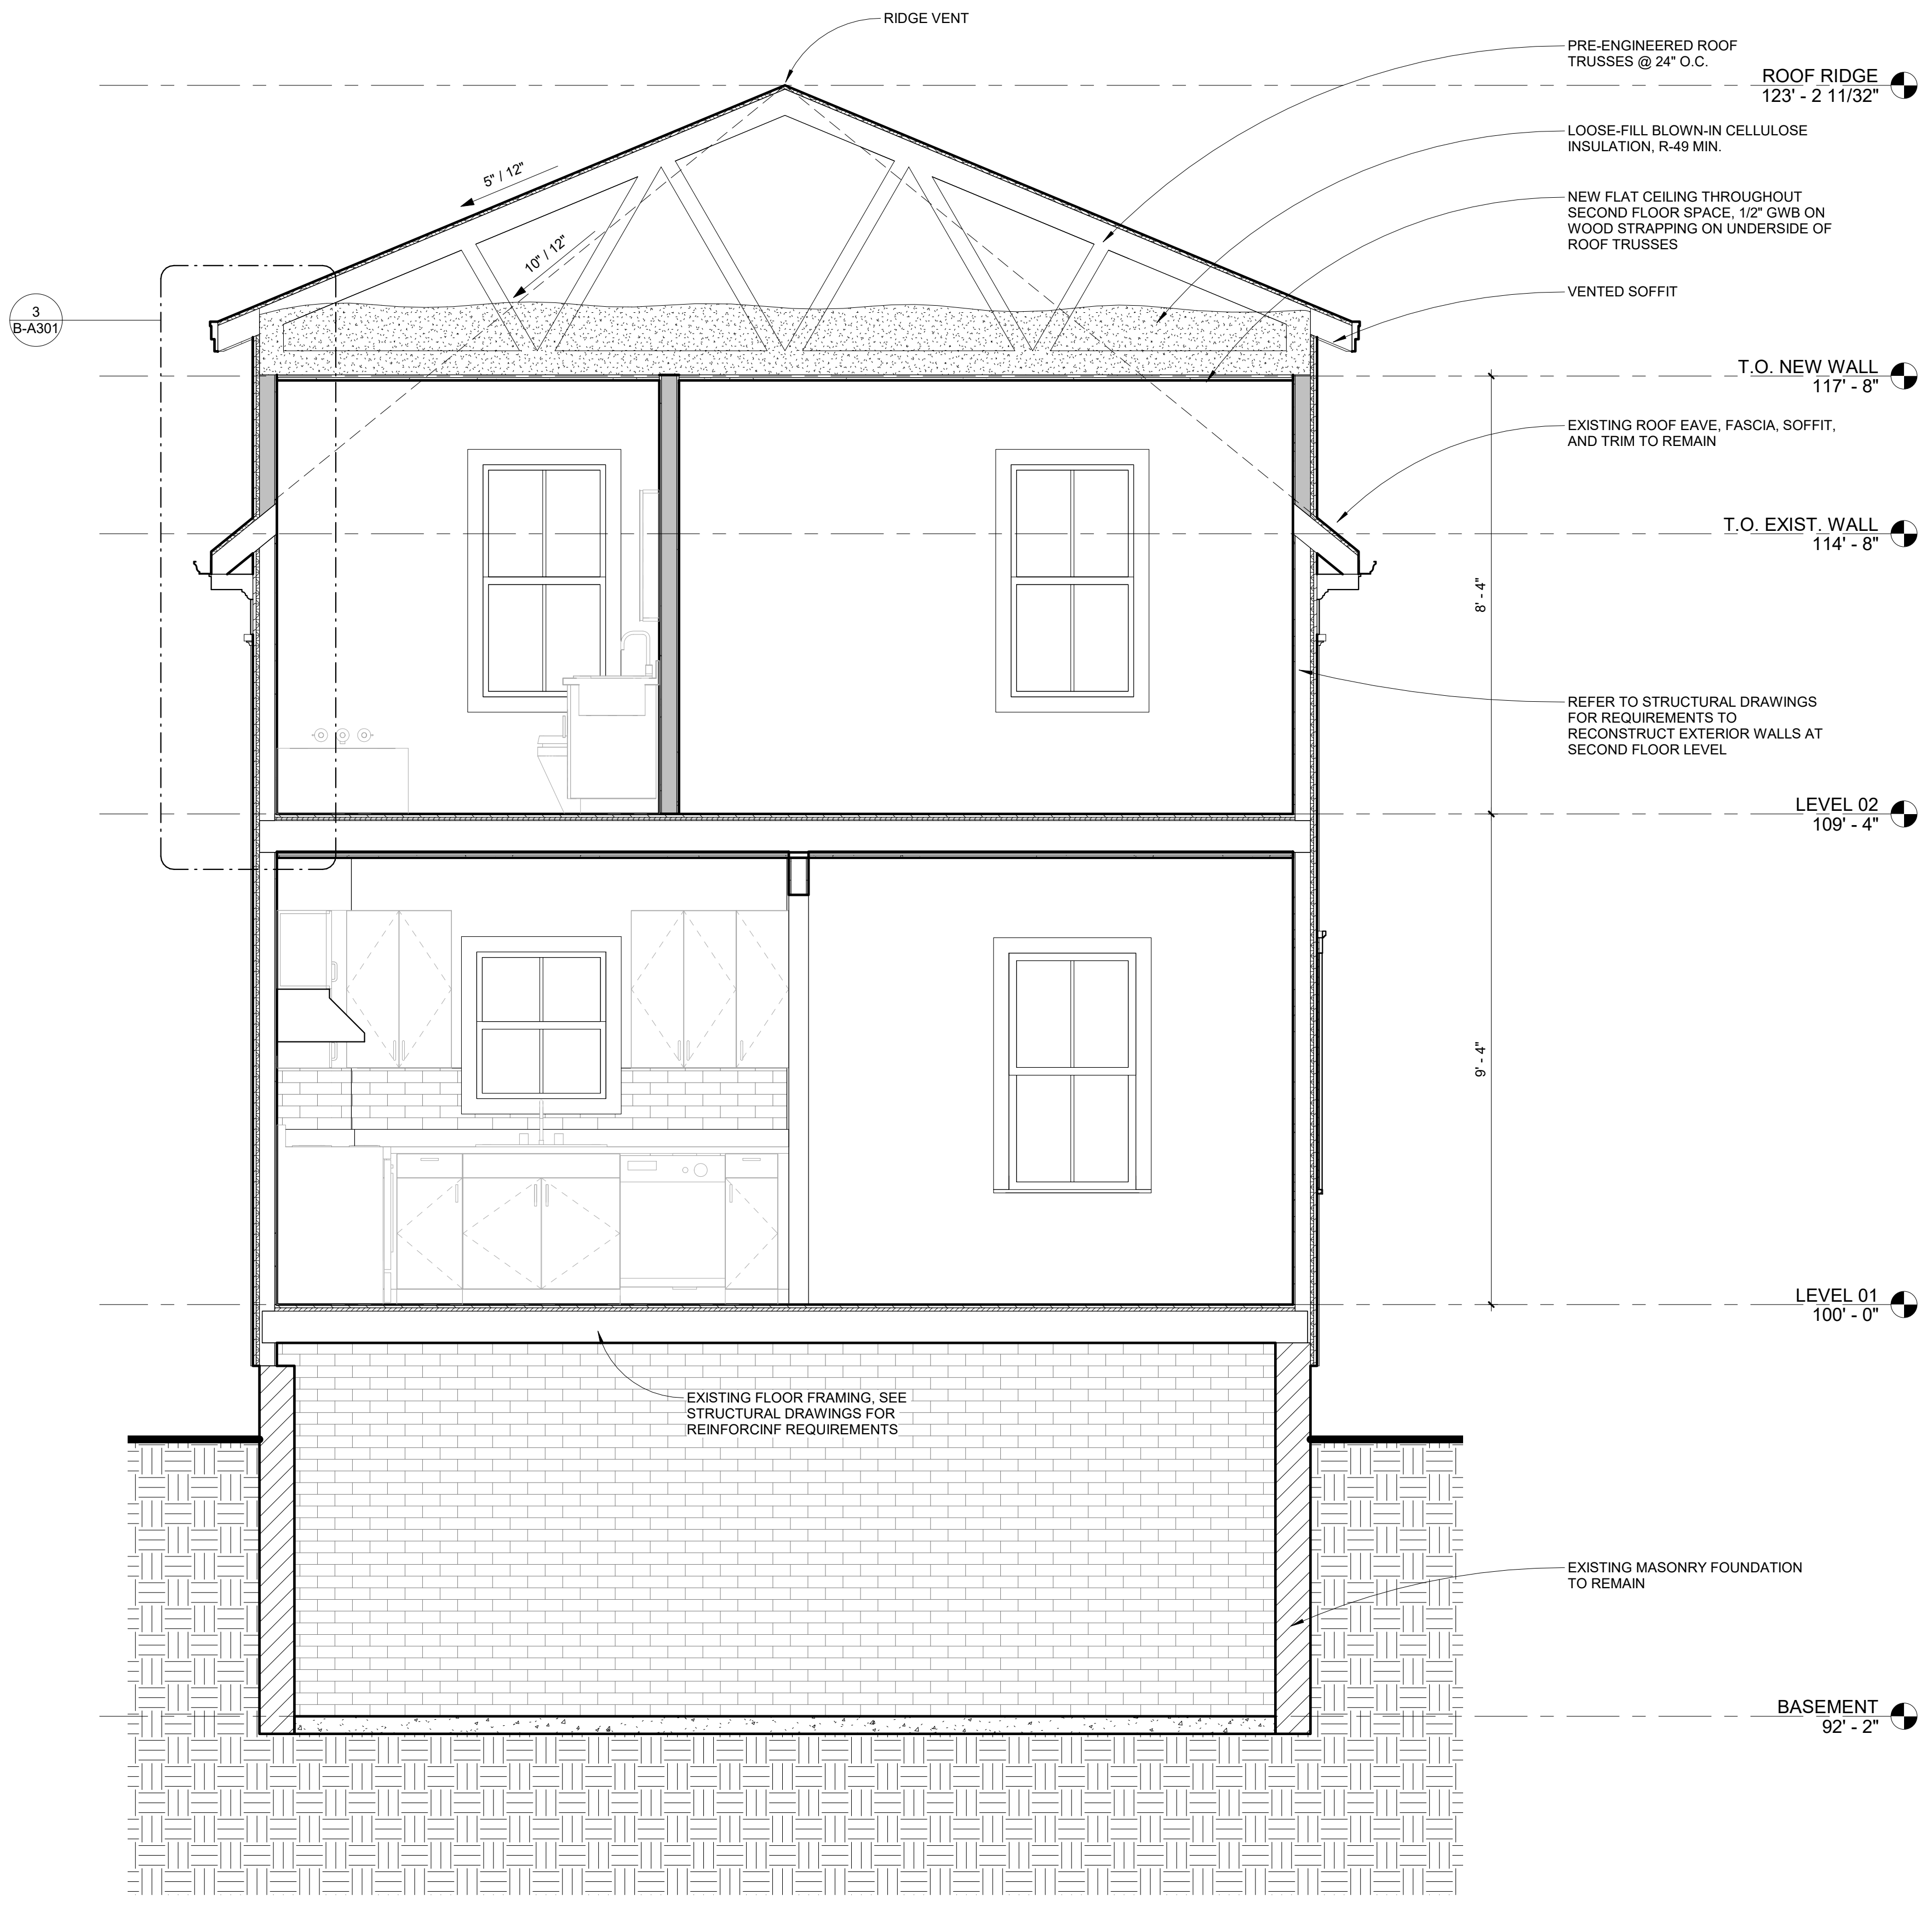 RIDGE VENT
PRE-ENGINEERED ROOF
TRUSSES @ 24" O.C.
ROOF RIDGE
123' - 2 11/32"
LOOSE-FILL BLOWN-IN CELLULOSE
INSULATION, R-49 MIN.
5" / 12"
NEW FLAT CEILING THROUGHOUT
SECOND FLOOR SPACE, 1/2" GWB ON
WOOD STRAPPING ON UNDERSIDE OF
ROOF TRUSSES
10" / 12"
VENTED SOFFIT
3
B-A301
T.O. NEW WALL
117' - 8"
EXISTING ROOF EAVE, FASCIA, SOFFIT,
AND TRIM TO REMAIN
T.O. EXIST. WALL
114' - 8"
8' - 4"
REFER TO STRUCTURAL DRAWINGS
FOR REQUIREMENTS TO
RECONSTRUCT EXTERIOR WALLS AT
SECOND FLOOR LEVEL
LEVEL 02
109' - 4"
9' - 4"
LEVEL 01
100' - 0"
EXISTING FLOOR FRAMING, SEE
STRUCTURAL DRAWINGS FOR
REINFORCINF REQUIREMENTS
EXISTING MASONRY FOUNDATION
TO REMAIN
BASEMENT
92' - 2"